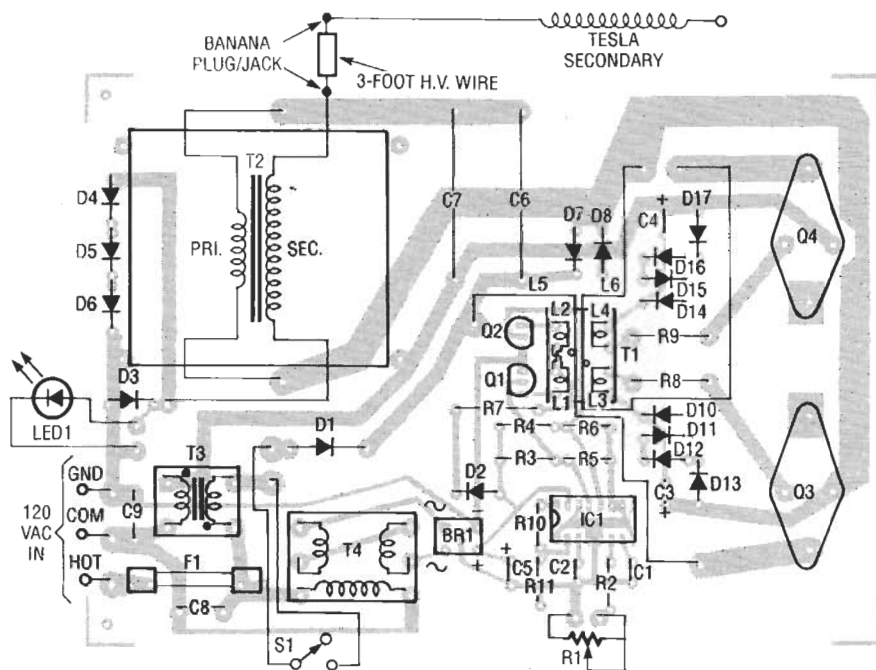 BANANA
PLUG/JACK
3-FOOT H.V. WIRE
TESLA
SECONDARY
T2
PRI.
SEC.
D4
D5
D6
C7
C6
D7
D8
C4
D17
+
Q4
D16
D15
D14
L5
L6
L2
L4
Q2
T1
R9
Q1
R8
L1
L3
D3
LED1
R7
R4
R6
D10
D11
D12
D1
T3
R3
R5
D2
C3
D13
+
Q3
GND
COM
HOT
120
VAC
IN
C9
F1
C8
T4
~
BR1
~
+
R10
IC1
+
C5
R11
C2
R2
C1
S1
R1